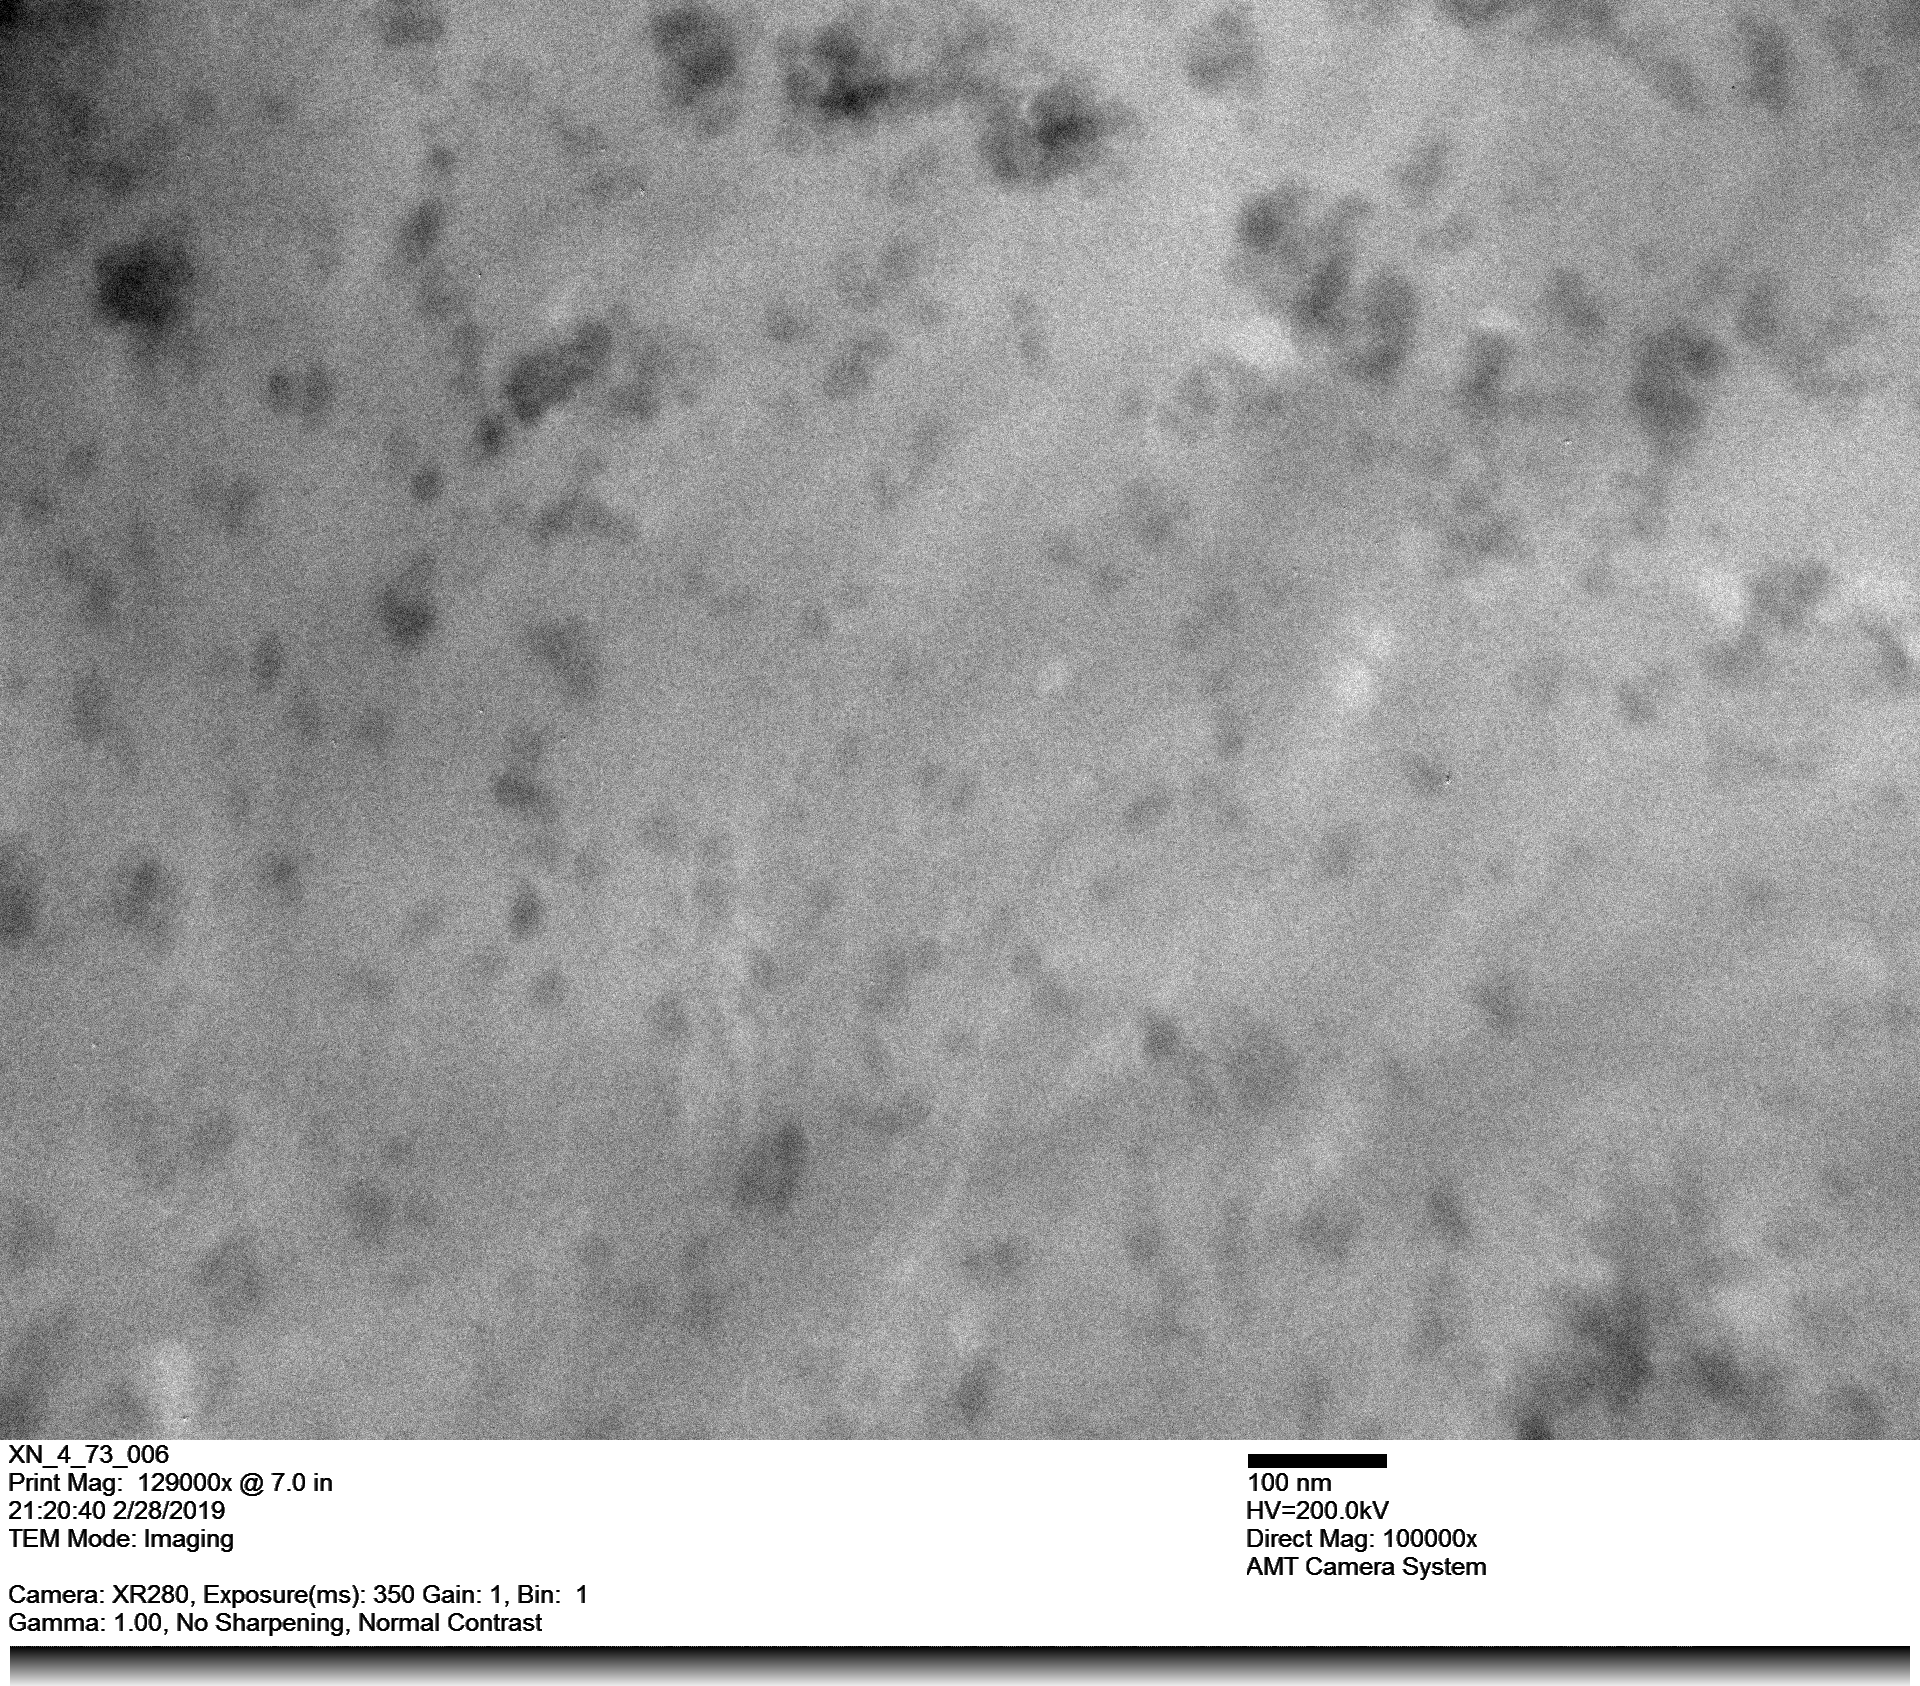 XN_4_73_006
Print Mag: 129000x @ 7.0 in
21:20:40 2/28/2019
TEM Mode: Imaging
Camera: XR280, Exposure(ms): 350 Gain: 1, Bin: 1
Gamma: 1.00, No Sharpening, Normal Contrast
100 nm
HV=200.0kV
Direct Mag: 100000x
AMT Camera System